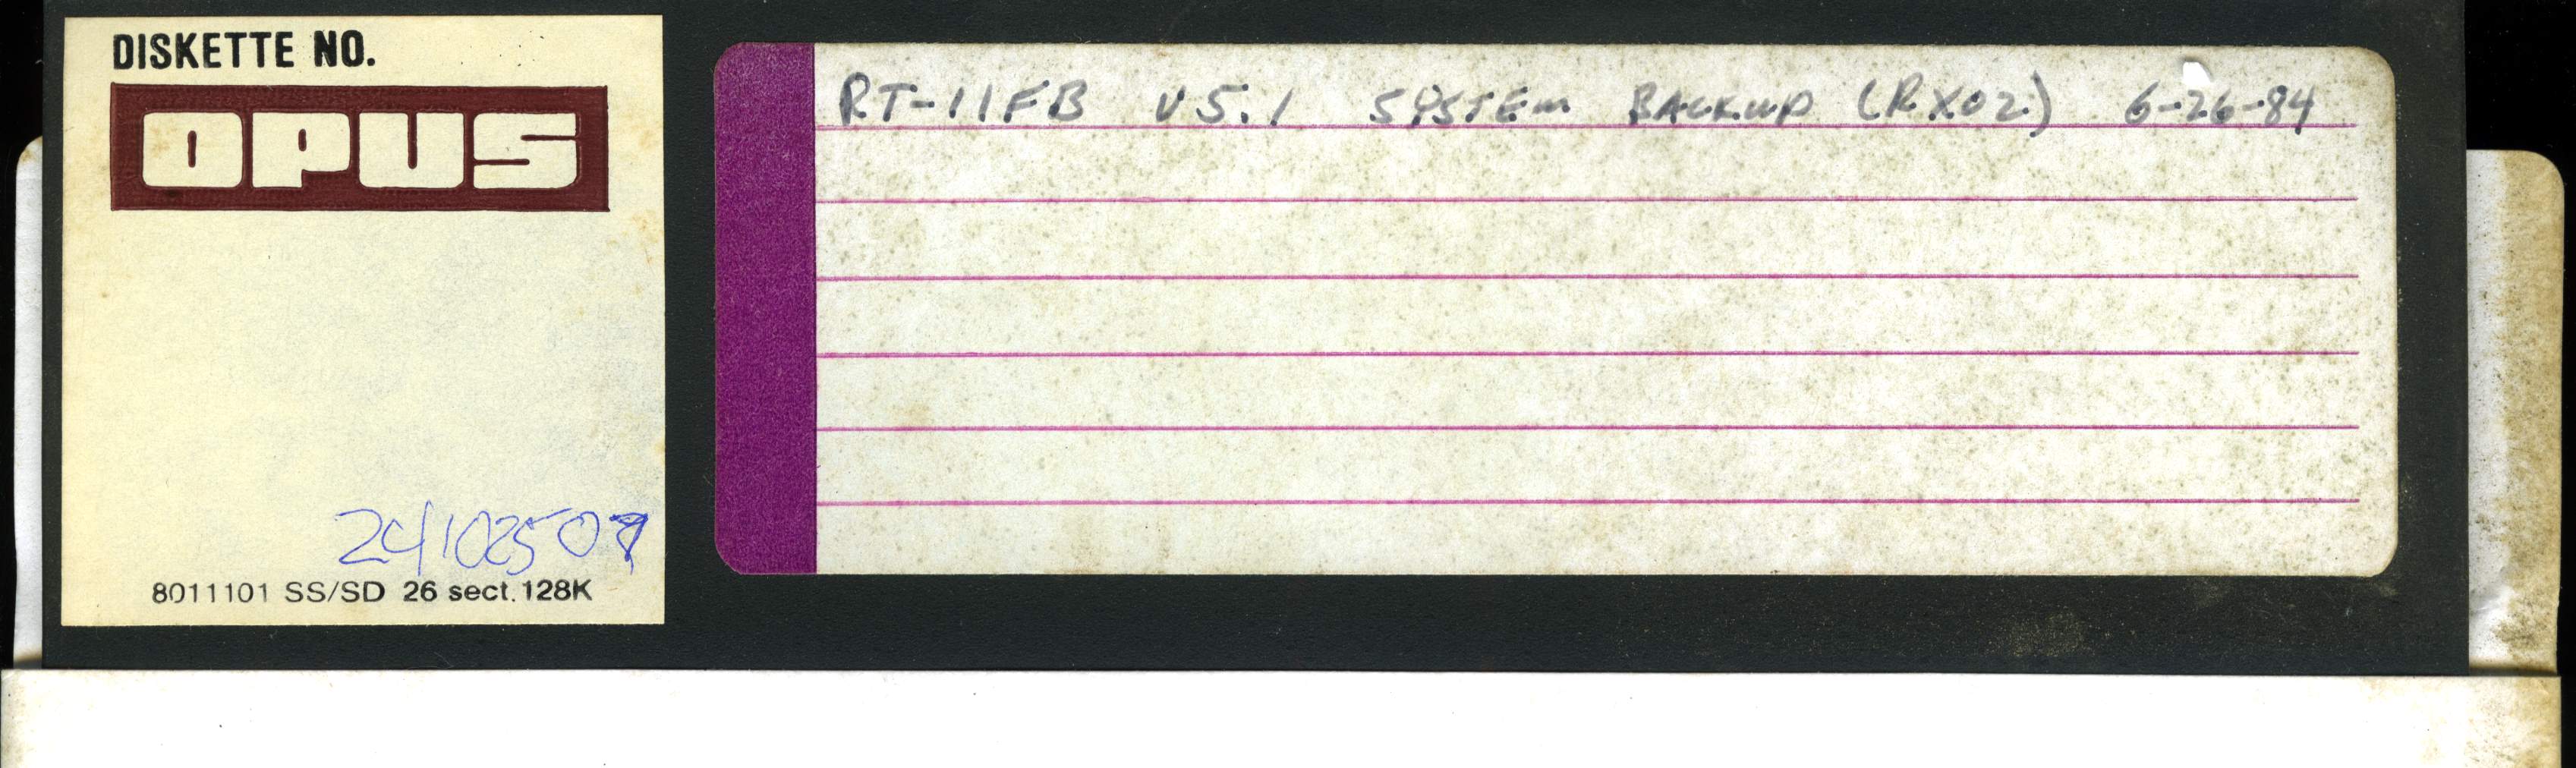 DISKETTE NO.
OPUS
8011101 SS/SD 26 sect. 128K
RT-11FB V5.1 SYSTEM BACKUP (RX02) 6-26-84